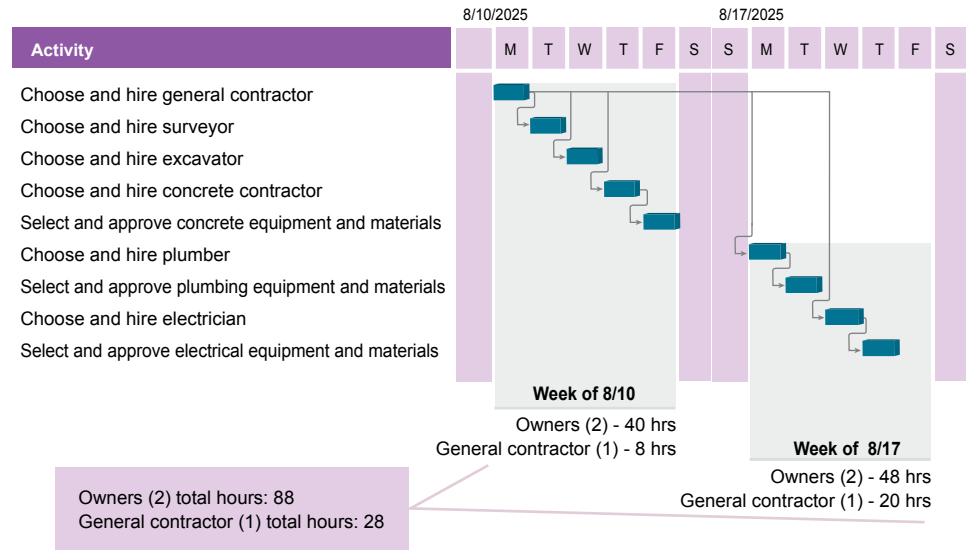 8/10/2025 8/17/2025
Activity M T W T F S S M T W T F S
Choose and hire general contractor
Choose and hire surveyor
Choose and hire excavator
Choose and hire concrete contractor
Select and approve concrete equipment and materials
Choose and hire plumber
Select and approve plumbing equipment and materials
Choose and hire electrician
Select and approve electrical equipment and materials
Week of 8/10
Owners (2) - 40 hrs
General contractor (1) - 8 hrs
Week of 8/17
Owners (2) - 48 hrs
General contractor (1) - 20 hrs
Owners (2) total hours: 88
General contractor (1) total hours: 28